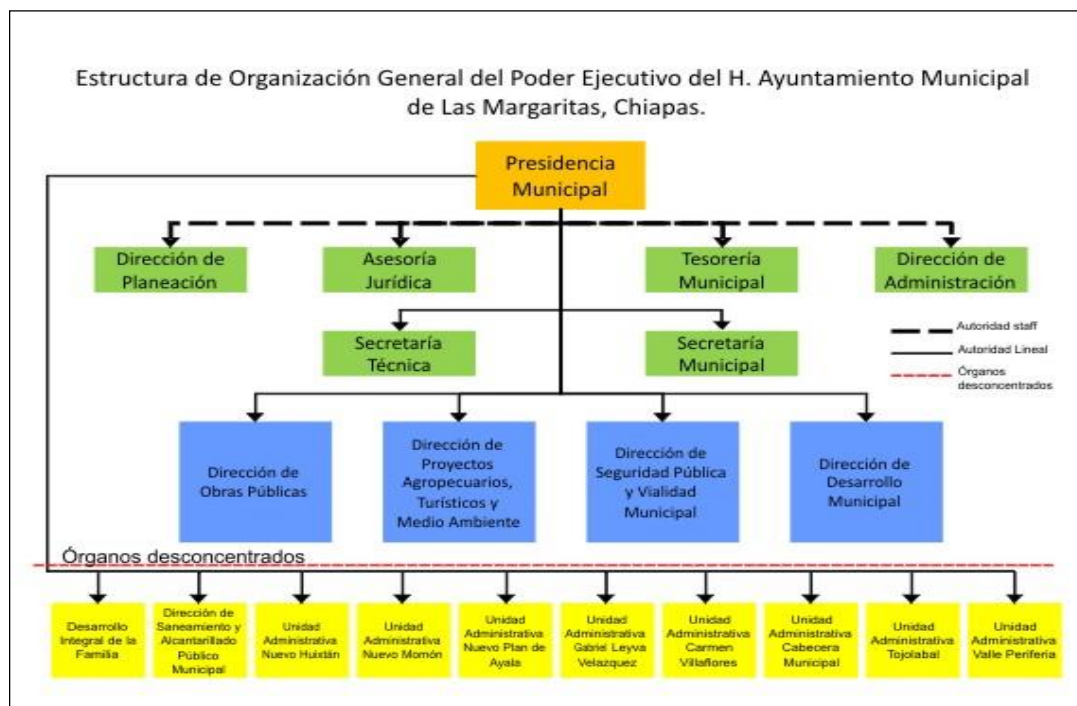 Estructura de Organización General del Poder Ejecutivo del H. Ayuntamiento Municipal
de Las Margaritas, Chiapas.
Presidencia
Municipal
Dirección de
Planeación
Asesoría
Jurídica
Tesorería
Municipal
Dirección de
Administración
Secretaría
Técnica
Secretaría
Municipal
Autoridad staff
Autoridad Lineal
Órganos
desconcentrados
Dirección de
Obras Públicas
Dirección de
Proyectos
Agropecuarios,
Turísticos y
Medio Ambiente
Dirección de
Seguridad Pública
y Vialidad
Municipal
Dirección de
Desarrollo
Municipal
Órganos desconcentrados
Desarrollo
Integral de la
Familia
Dirección de
Saneamiento y
Alcantarillado
Público
Municipal
Unidad
Administrativa
Nuevo Huixtán
Unidad
Administrativa
Nuevo Momón
Unidad
Administrativa
Nuevo Plan de
Ayala
Unidad
Administrativa
Gabriel Leyva
Velazquez
Unidad
Administrativa
Carmen
Villaflores
Unidad
Administrativa
Cabecera
Municipal
Unidad
Administrativa
Tojolabal
Unidad
Administrativa
Valle Periferia